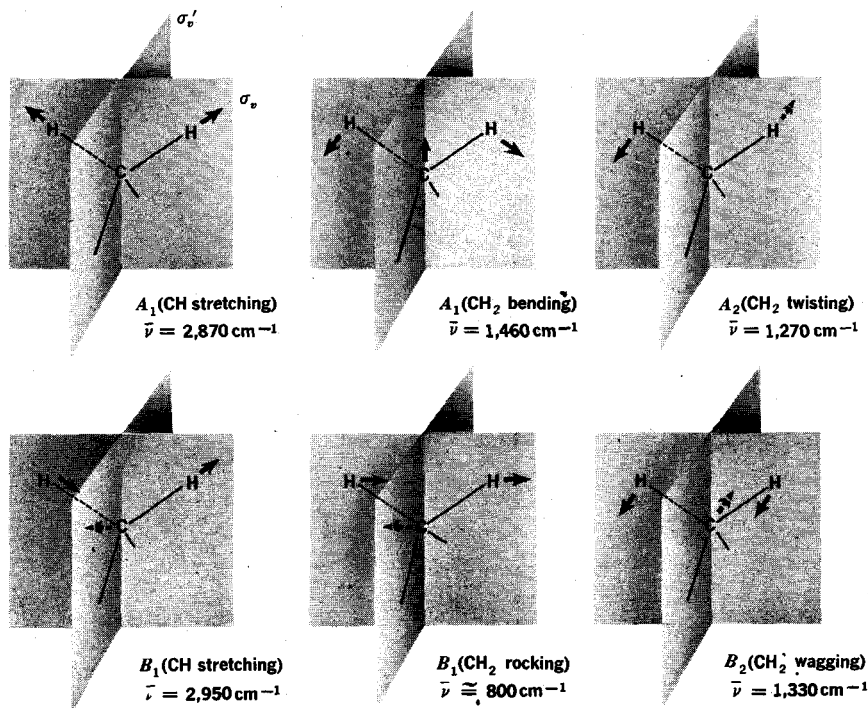 σv′
σv
H H
C
H H
C
H H
C
A1(CH stretching)
ν̄ = 2,870 cm−1
A1(CH2 bending)
ν̄ = 1,460 cm−1
A2(CH2 twisting)
ν̄ = 1,270 cm−1
H H
C
H H
C
H H
C
B1(CH stretching)
ν̄ = 2,950 cm−1
B1(CH2 rocking)
ν̄ ≅ 800 cm−1
B2(CH2 wagging)
ν̄ = 1,330 cm−1